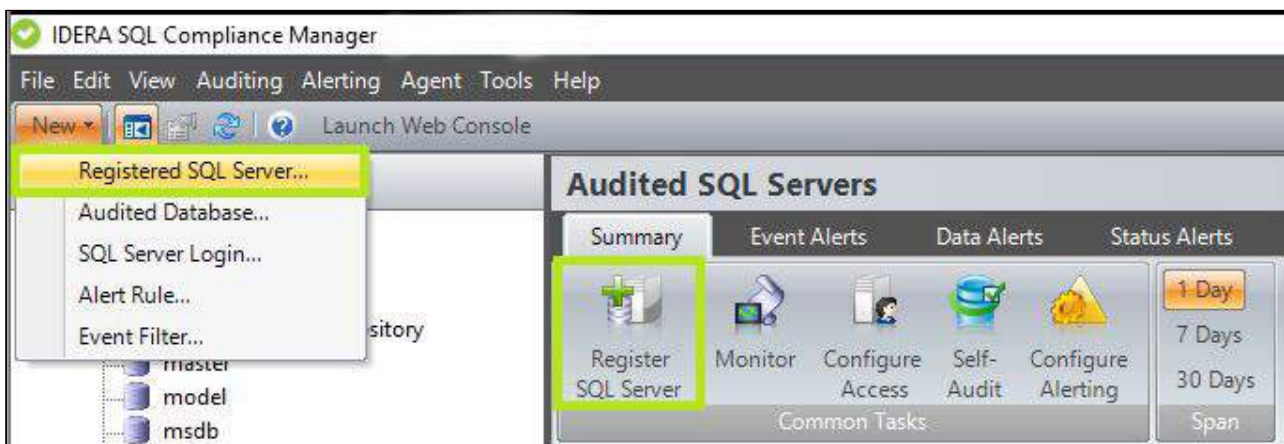 IDERA SQL Compliance Manager
File Edit View Auditing Alerting Agent Tools Help
New Launch Web Console
Registered SQL Server...
Audited Database...
SQL Server Login...
Alert Rule...
Event Filter...
sitory
master
model
msdb
Audited SQL Servers
Summary Event Alerts Data Alerts Status Alerts
Register
SQL Server
Monitor
Configure
Access
Self-
Audit
Configure
Alerting
Common Tasks
1 Day
7 Days
30 Days
Span